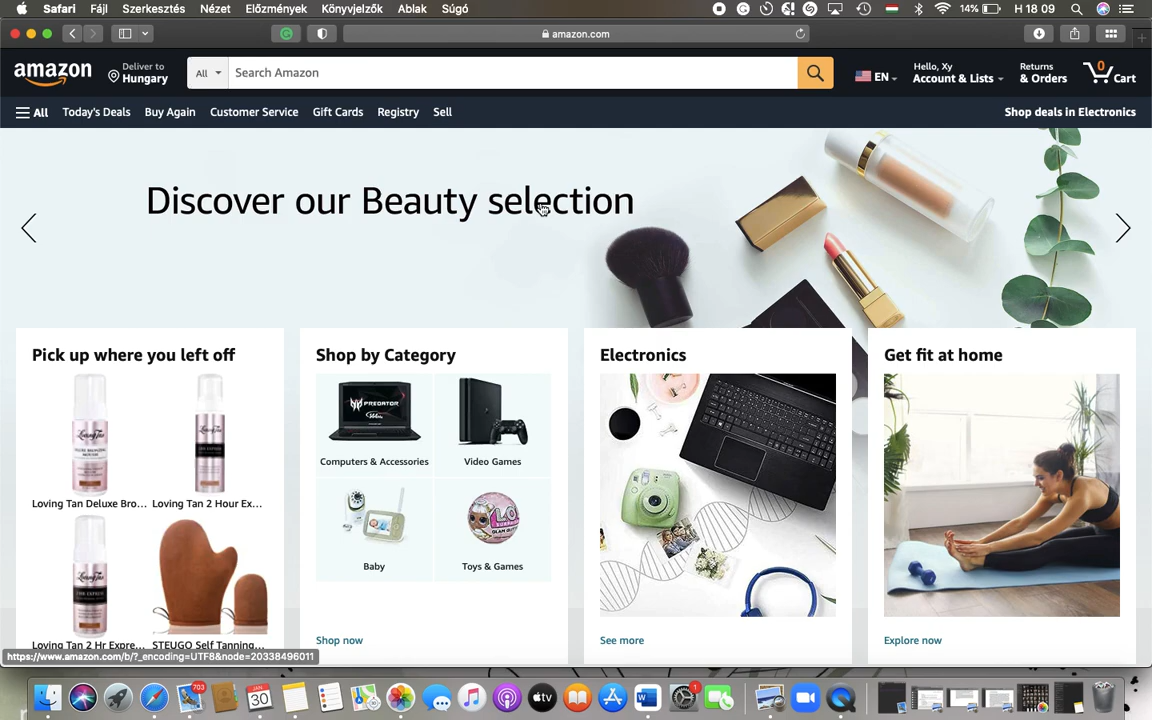 Safari Fájl Szerkesztés Nézet Előzmények Könyvjelzők Ablak Súgó 14% H 18 09
amazon.com
amazon
Deliver to
Hungary
All
Search Amazon
EN
Hello, Xy
Account & Lists
Returns
& Orders
0
Cart
All Today's Deals Buy Again Customer Service Gift Cards Registry Sell Shop deals in Electronics
Discover our Beauty selection
Pick up where you left off
Loving Tan Deluxe Bro... Loving Tan 2 Hour Ex...
Loving Tan 2 Hr Expre... STEUGO Self Tanning...
Shop by Category
PREDATOR
Computers & Accessories Video Games
Baby Toys & Games
Shop now
Electronics
See more
Get fit at home
Explore now
https://www.amazon.com/b/?_encoding=UTF8&node=20338496011
703
JAN
30
tv
1